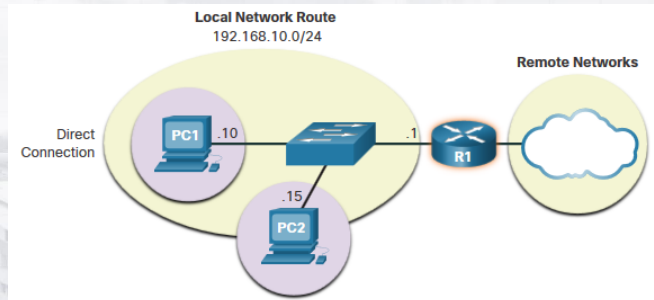 Local Network Route
192.168.10.0/24
Remote Networks
Direct
Connection
PC1
.10
.1
R1
.15
PC2